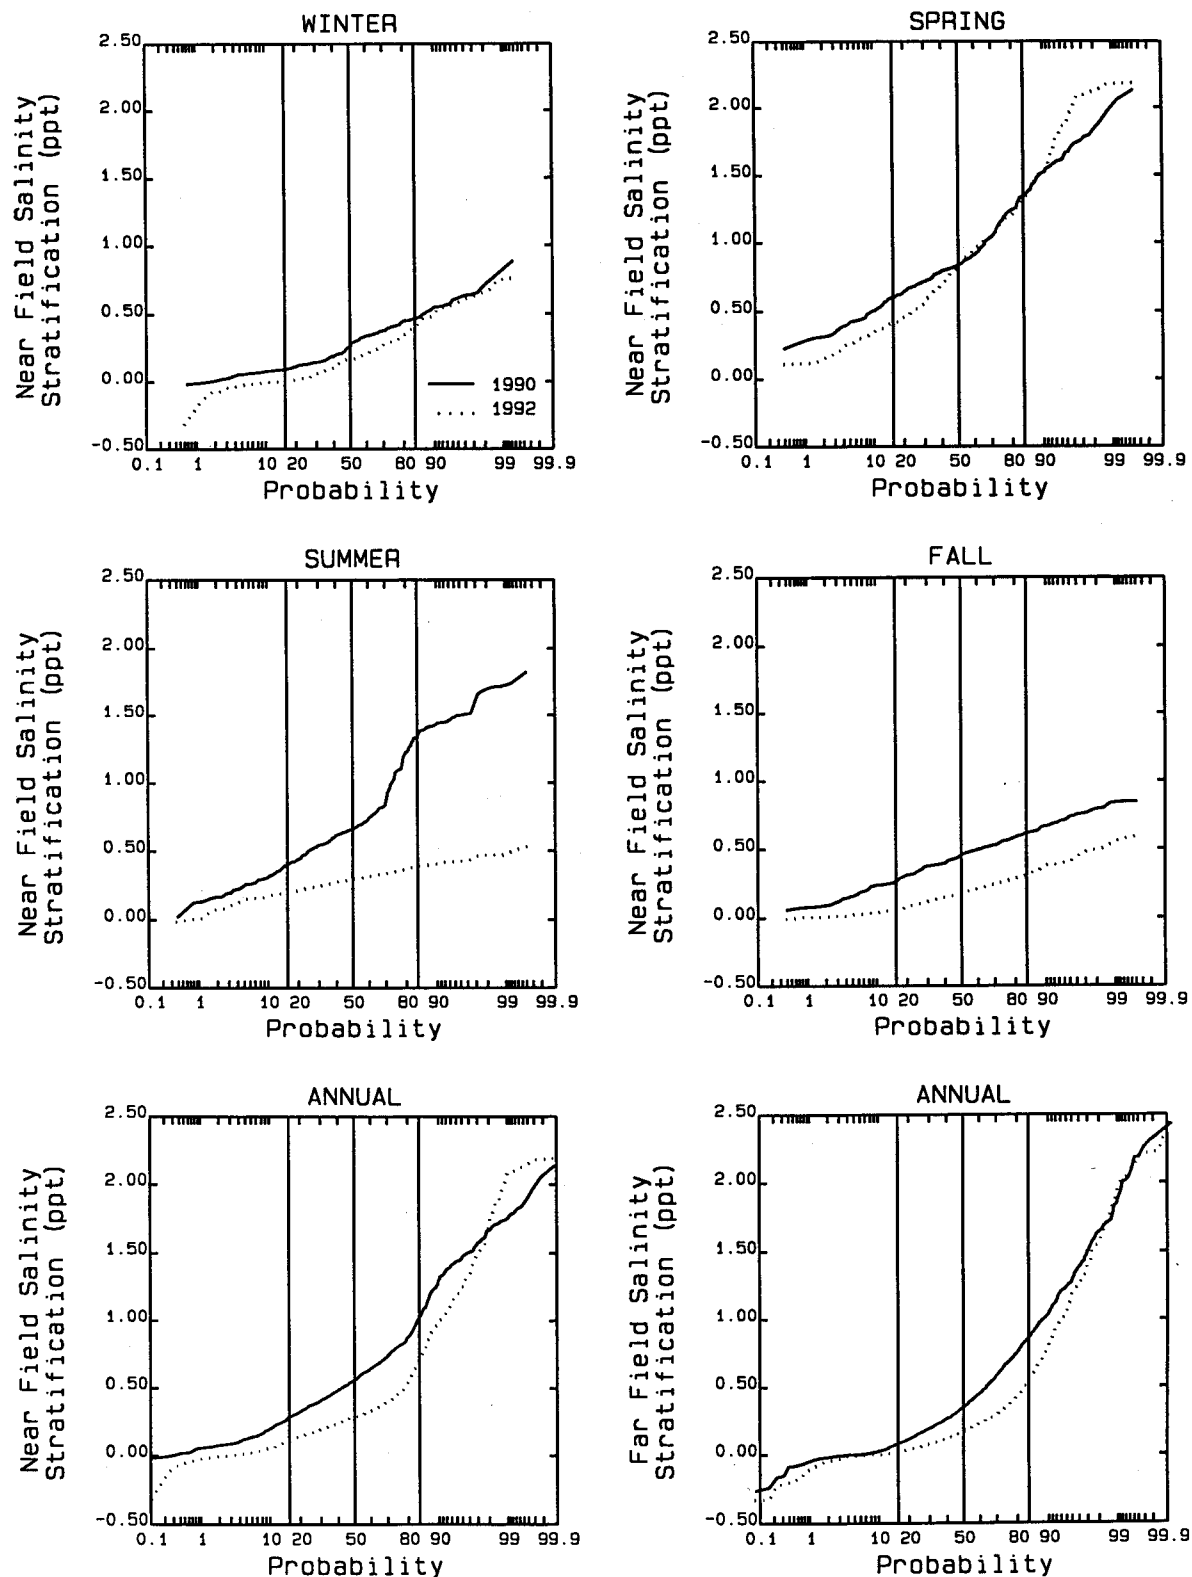 WINTER
2.50
2.00
1.50
1.00
0.50
0.00
-0.50
Near Field Salinity
Stratification (ppt)
1990
1992
0.1 1 10 20 50 80 90 99 99.9
Probability
SPRING
2.50
2.00
1.50
1.00
0.50
0.00
-0.50
Near Field Salinity
Stratification (ppt)
0.1 1 10 20 50 80 90 99 99.9
Probability
SUMMER
2.50
2.00
1.50
1.00
0.50
0.00
-0.50
Near Field Salinity
Stratification (ppt)
0.1 1 10 20 50 80 90 99 99.9
Probability
FALL
2.50
2.00
1.50
1.00
0.50
0.00
-0.50
Near Field Salinity
Stratification (ppt)
0.1 1 10 20 50 80 90 99 99.9
Probability
ANNUAL
2.50
2.00
1.50
1.00
0.50
0.00
-0.50
Near Field Salinity
Stratification (ppt)
0.1 1 10 20 50 80 90 99 99.9
Probability
ANNUAL
2.50
2.00
1.50
1.00
0.50
0.00
-0.50
Far Field Salinity
Stratification (ppt)
0.1 1 10 20 50 80 90 99 99.9
Probability